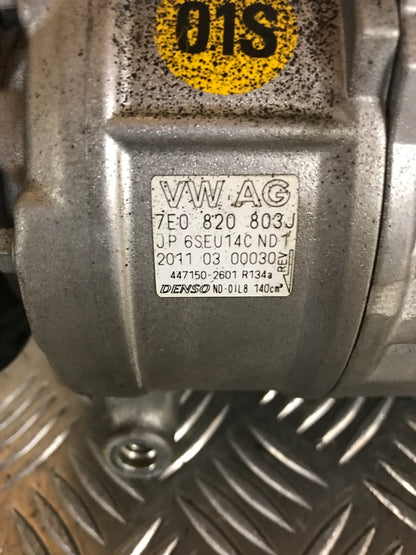 01S
VW AG
7E0 820 803J
JP 6SEU14C ND1
2011 03 00030
REV
447150-2601 R134a
DENSO ND-OIL8 140cm³